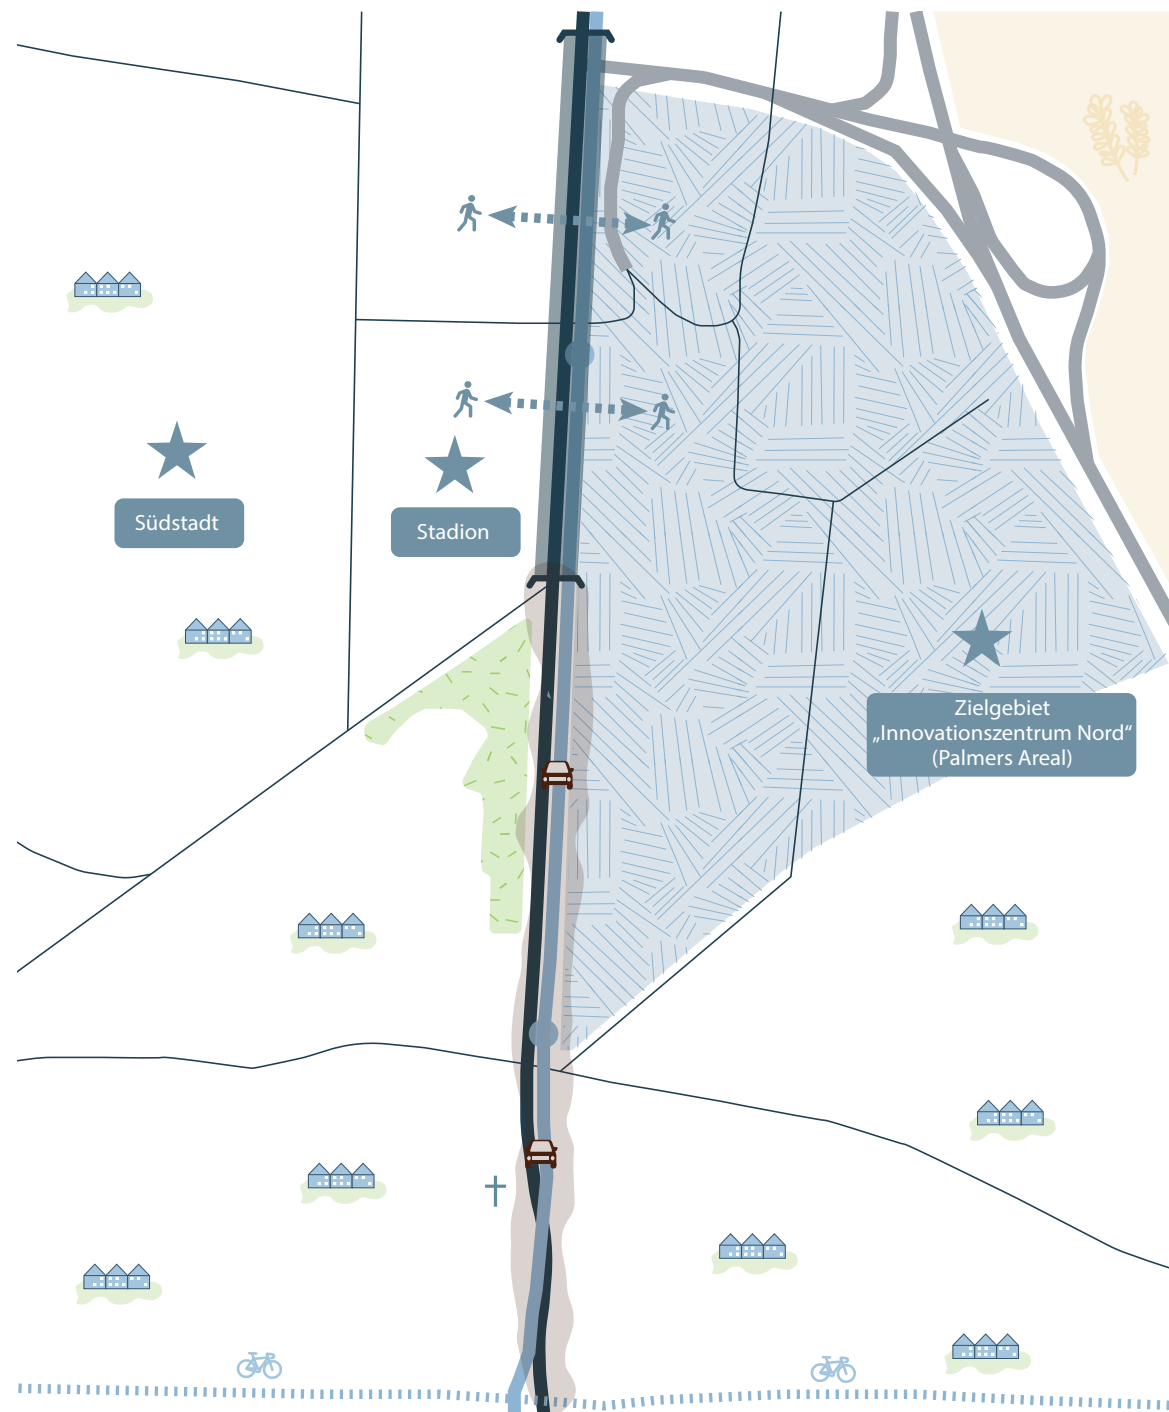 Südstadt
Stadion
Zielgebiet
„Innovationszentrum Nord“
(Palmers Areal)